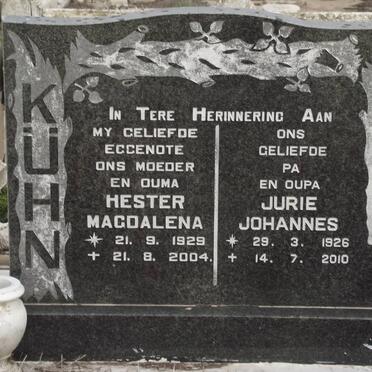 KÜHN
IN TERE HERINNERING AAN
MY GELIEFDE
EGGENOTE
ONS MOEDER
EN OUMA
HESTER
MAGDALENA
* 21. 9. 1929
+ 21. 8. 2004.
ONS
GELIEFDE
PA
EN OUPA
JURIE
JOHANNES
* 29. 3. 1926
+ 14. 7. 2010